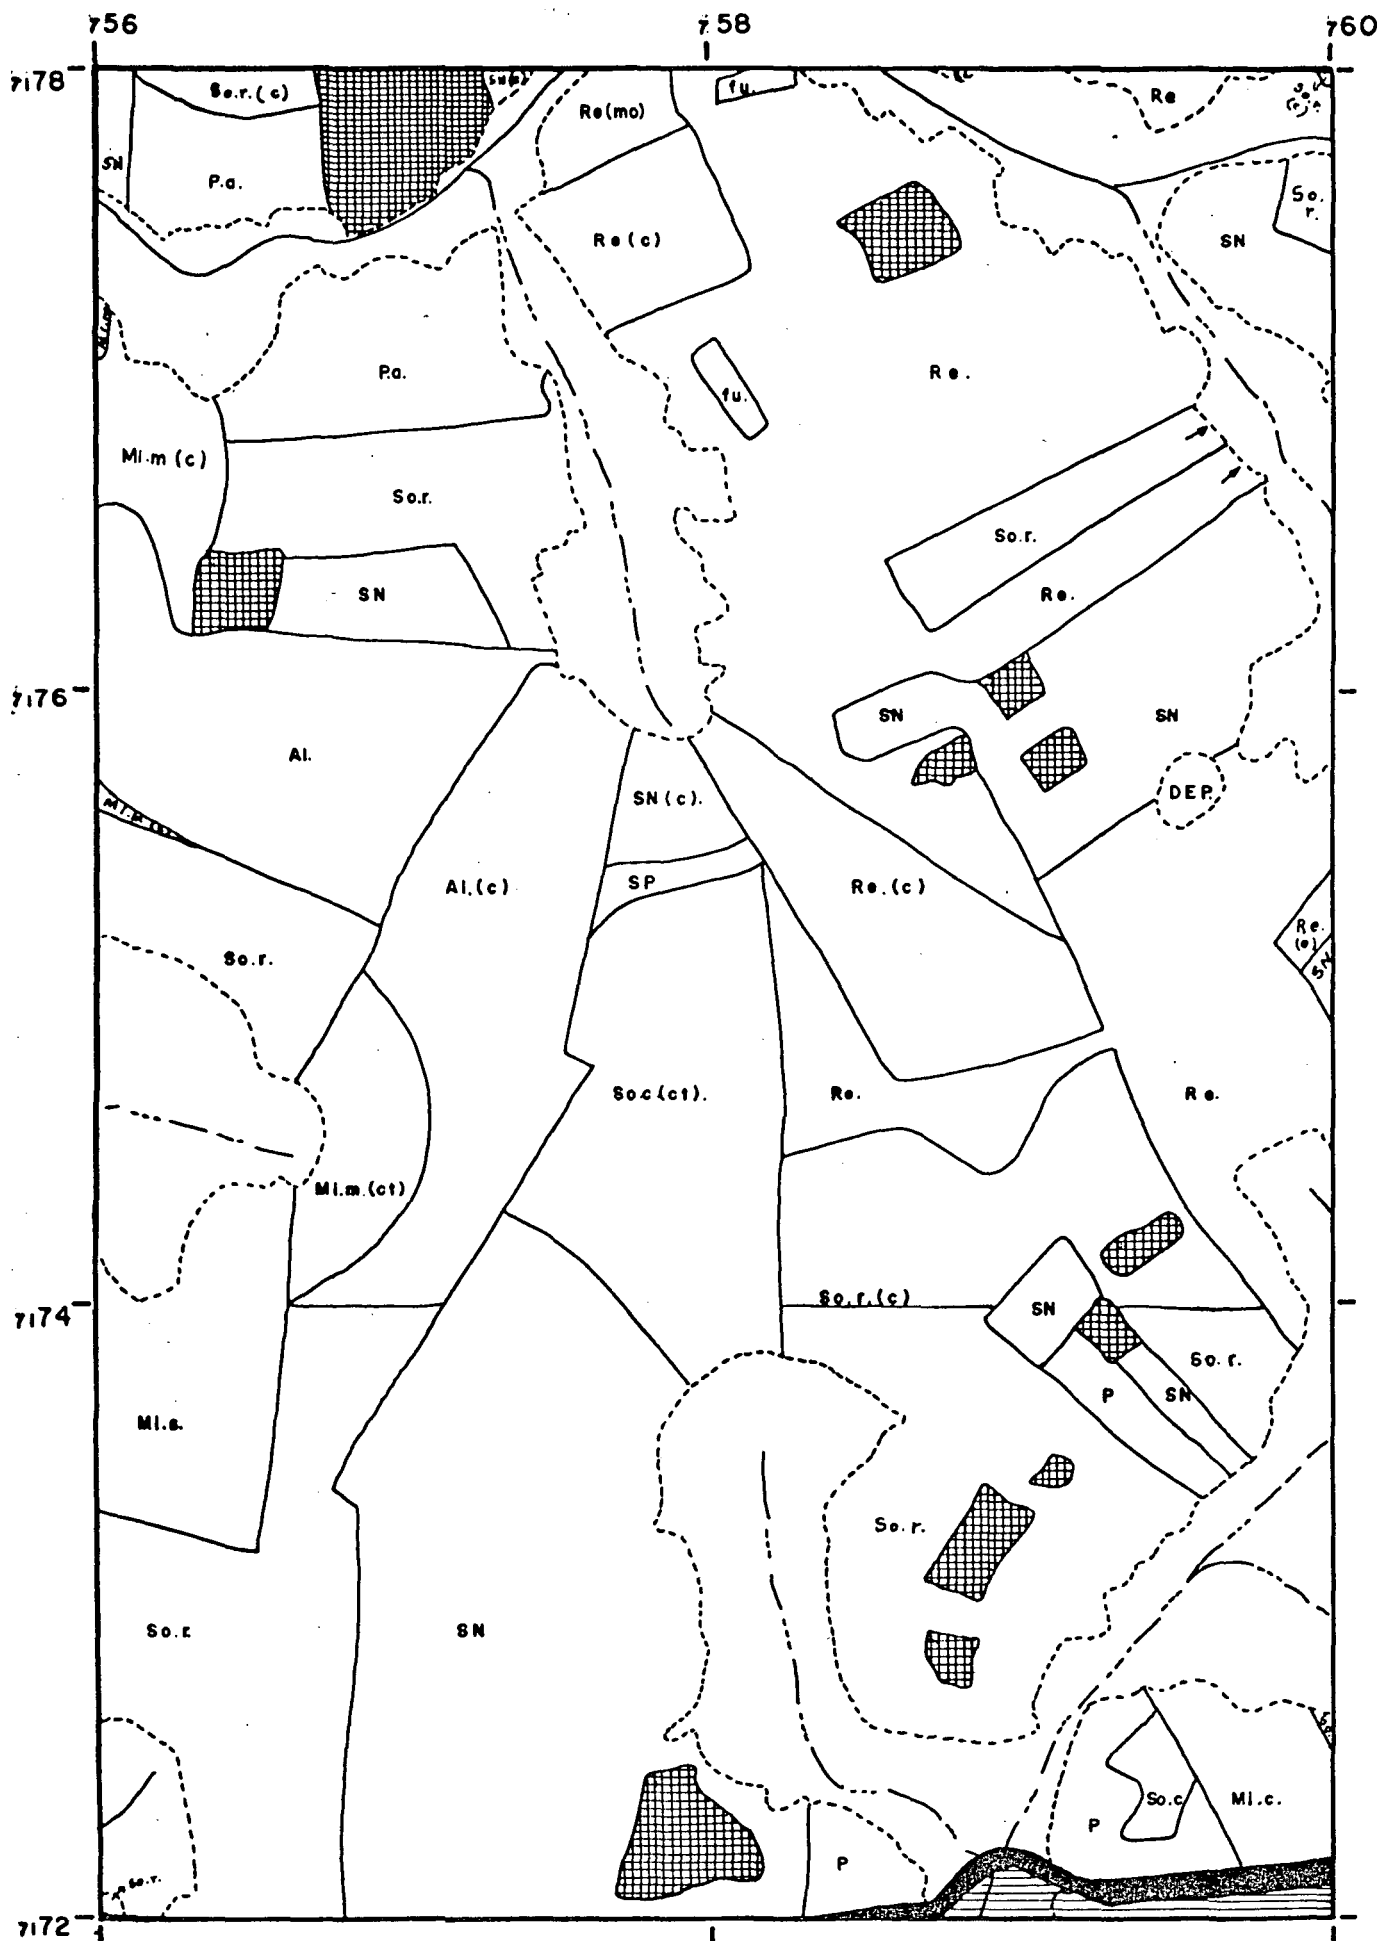 756
758
760
7178
So.r.(c)
SN(c)
Re(mo)
fu.
Re
SN
P.a.
So.
r.
Re(c)
SN
P.a.
fu.
Re.
Mi.m(c)
So.r.
So.r.
SN
Re.
7176
SN
SN
Al.
DEP.
SN(c).
SP
Al.(c)
Re.(c)
Re.
(e)
SN
So.r.
So.c.(ct).
Re.
Re.
Mi.m.(ct)
7174
So.r.(c)
SN
So.r.
P
SN
Mi.s.
So.r.
So.r.
SN
So.c
Mi.c.
P
P
So.r.
7172